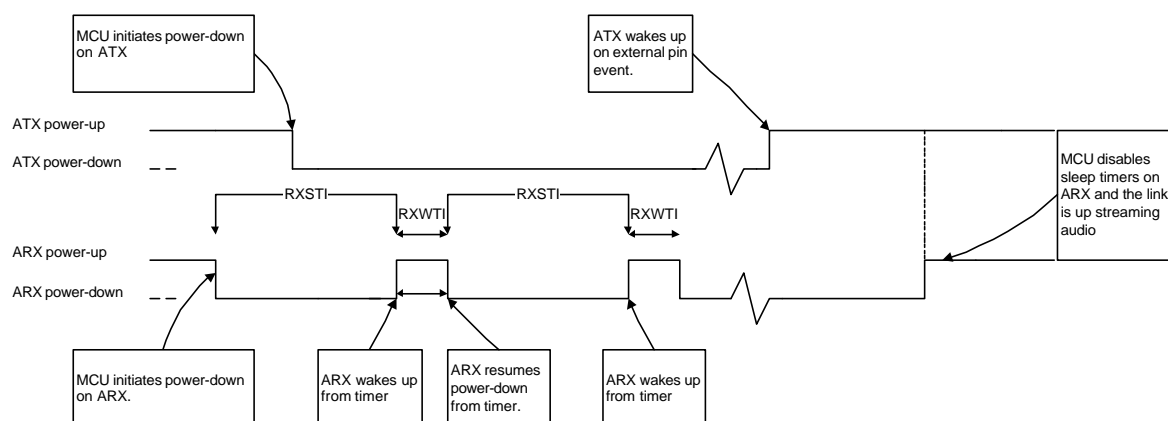 MCU initiates power-down
on ATX
ATX wakes up
on external pin
event.
ATX power-up
ATX power-down
MCU disables
sleep timers on
ARX and the link
is up streaming
audio
RXSTI
RXWTI
RXSTI
RXWTI
ARX power-up
ARX power-down
MCU initiates power-down
on ARX.
ARX wakes up
from timer
ARX resumes
power-down
from timer.
ARX wakes up
from timer